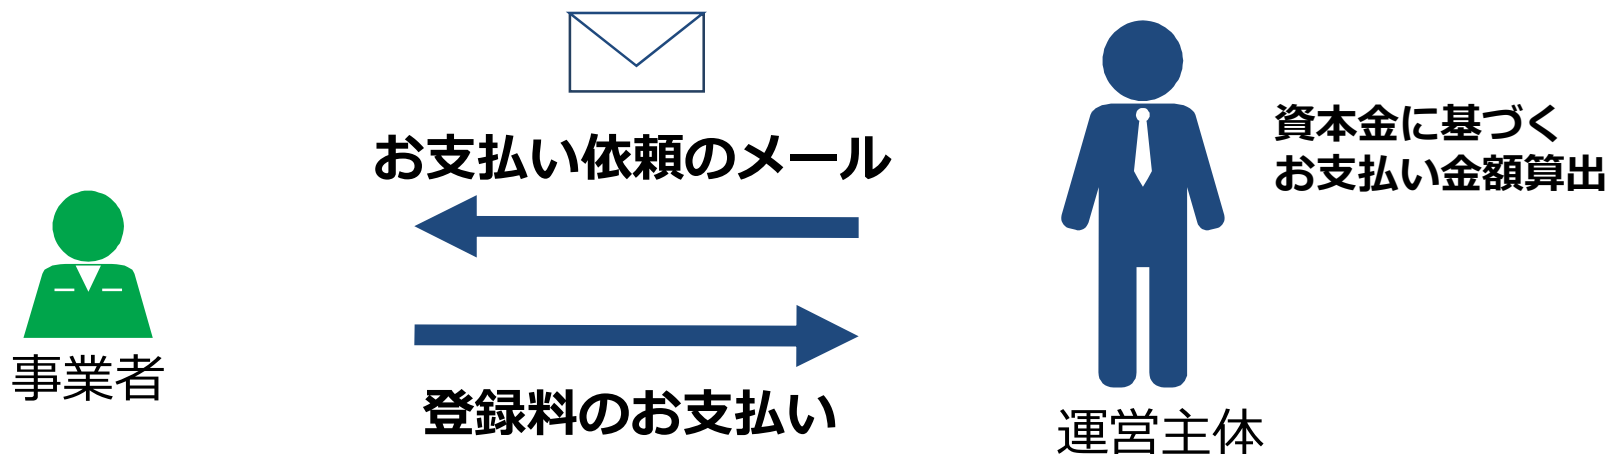 お支払い依頼のメール
資本金に基づく
お支払い金額算出
事業者
登録料のお支払い
運営主体